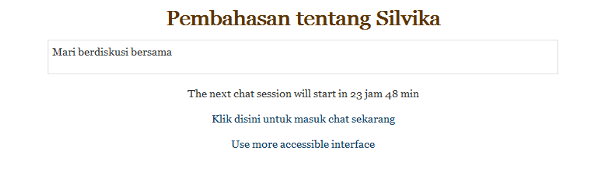 Pembahasan tentang Silvika
Mari berdiskusi bersama
The next chat session will start in 23 jam 48 min
Klik disini untuk masuk chat sekarang
Use more accessible interface